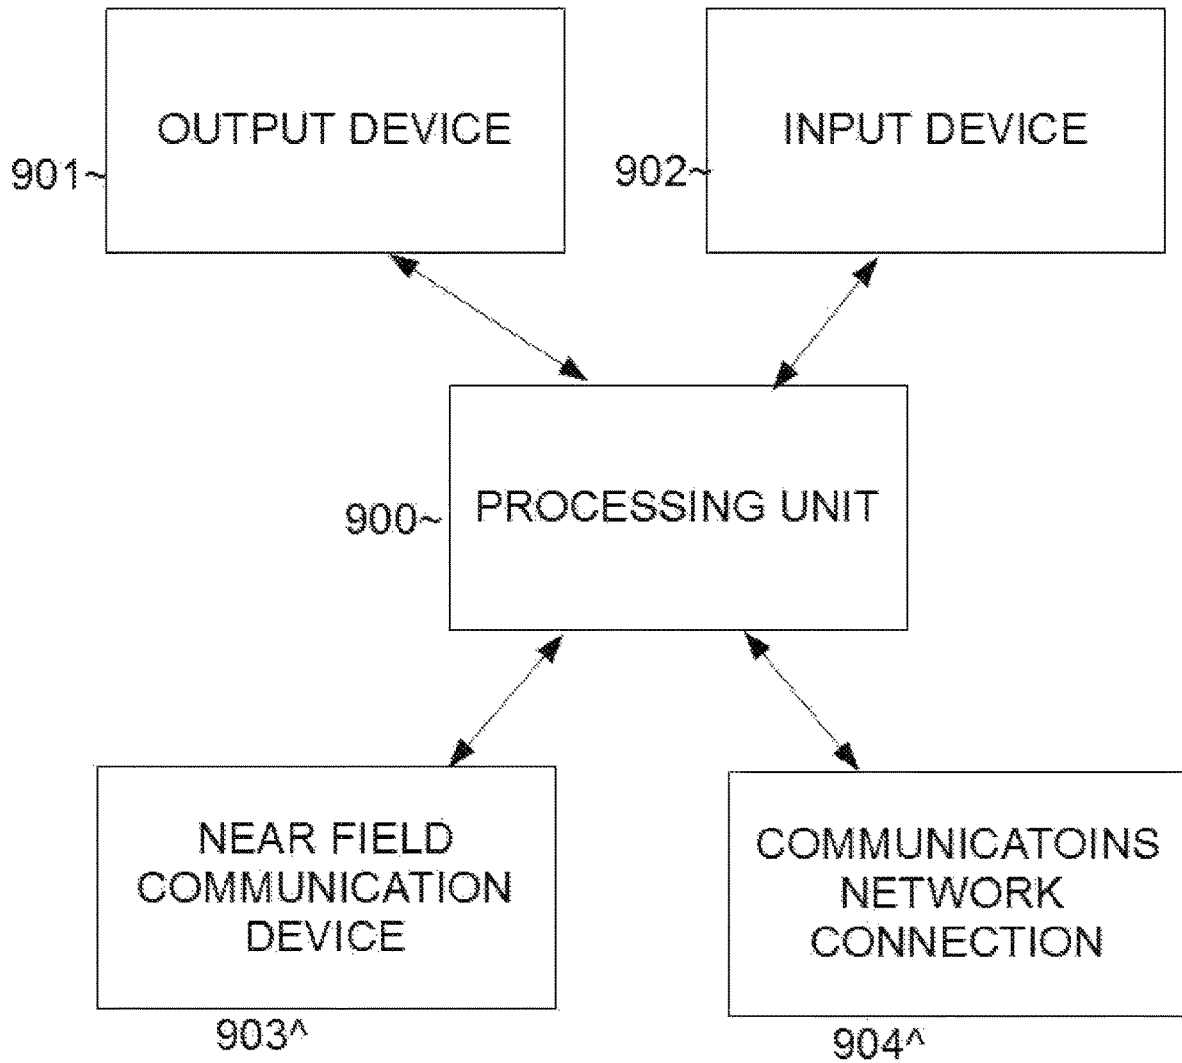 OUTPUT DEVICE
901~
INPUT DEVICE
902~
PROCESSING UNIT
900~
NEAR FIELD
COMMUNICATION
DEVICE
903^
COMMUNICATOINS
NETWORK
CONNECTION
904^